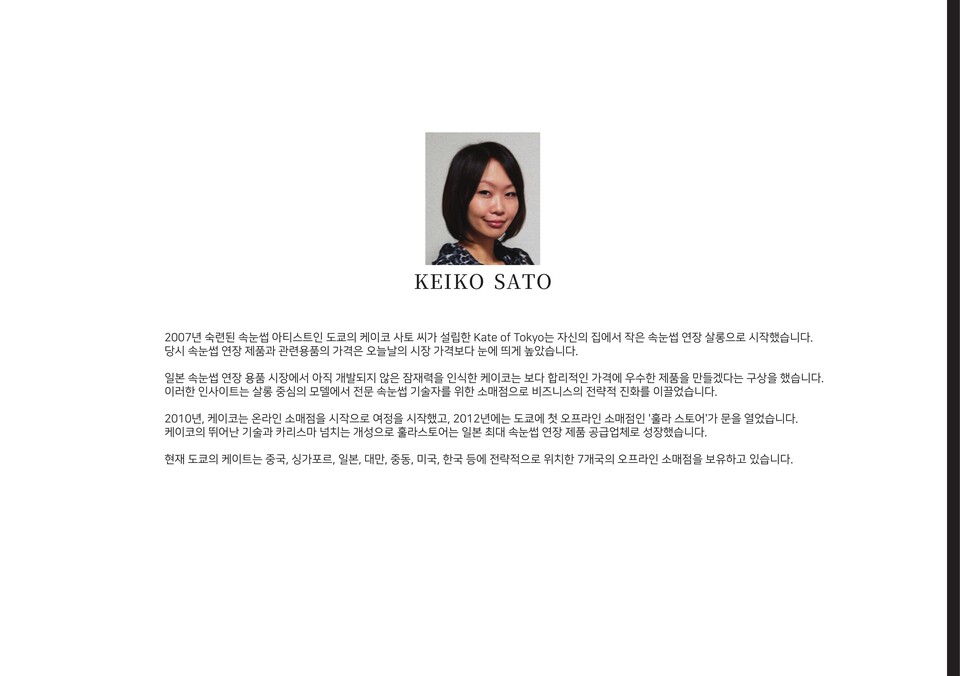 KEIKO SATO
2007년 숙련된 속눈썹 아티스트인 도쿄의 케이코 사토 씨가 설립한 Kate of Tokyo는 자신의 집에서 작은 속눈썹 연장 살롱으로 시작했습니다.
당시 속눈썹 연장 제품과 관련용품의 가격은 오늘날의 시장 가격보다 눈에 띄게 높았습니다.
일본 속눈썹 연장 용품 시장에서 아직 개발되지 않은 잠재력을 인식한 케이코는 보다 합리적인 가격에 우수한 제품을 만들겠다는 구상을 했습니다.
이러한 인사이트는 살롱 중심의 모델에서 전문 속눈썹 기술자를 위한 소매점으로 비즈니스의 전략적 진화를 이끌었습니다.
2010년, 케이코는 온라인 소매점을 시작으로 여정을 시작했고, 2012년에는 도쿄에 첫 오프라인 소매점인 '훌라 스토어'가 문을 열었습니다.
케이코의 뛰어난 기술과 카리스마 넘치는 개성으로 훌라스토어는 일본 최대 속눈썹 연장 제품 공급업체로 성장했습니다.
현재 도쿄의 케이트는 중국, 싱가포르, 일본, 대만, 중동, 미국, 한국 등에 전략적으로 위치한 7개국의 오프라인 소매점을 보유하고 있습니다.